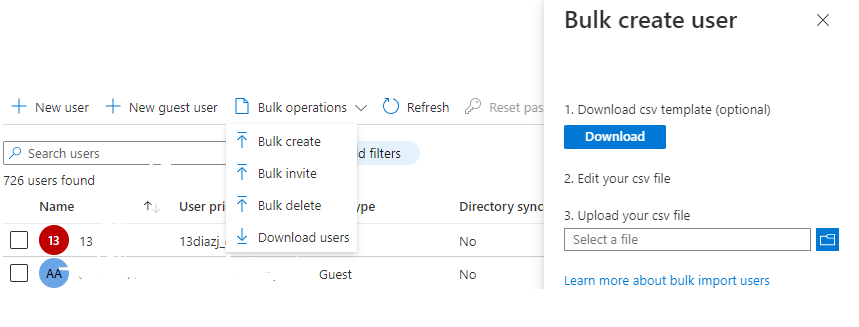 Bulk create user
New user
New guest user
Bulk operations
Refresh
Reset pas
1. Download csv template (optional)
Download
Search users
Bulk create
d filters
Bulk invite
726 users found
2. Edit your csv file
Bulk delete
Name
User pri
ype
Directory sync
3. Upload your csv file
Download users
13
13
13diazj_
No
Select a file
AA
Guest
No
Learn more about bulk import users